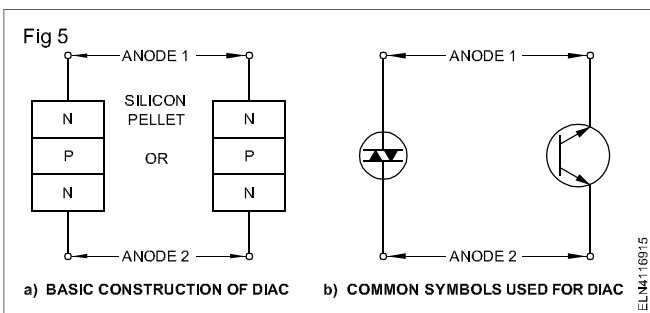 Fig 5
ANODE 1
SILICON
PELLET
OR
N
P
N
N
P
N
ANODE 2
a) BASIC CONSTRUCTION OF DIAC
ANODE 1
ANODE 2
b) COMMON SYMBOLS USED FOR DIAC
ELN4116915